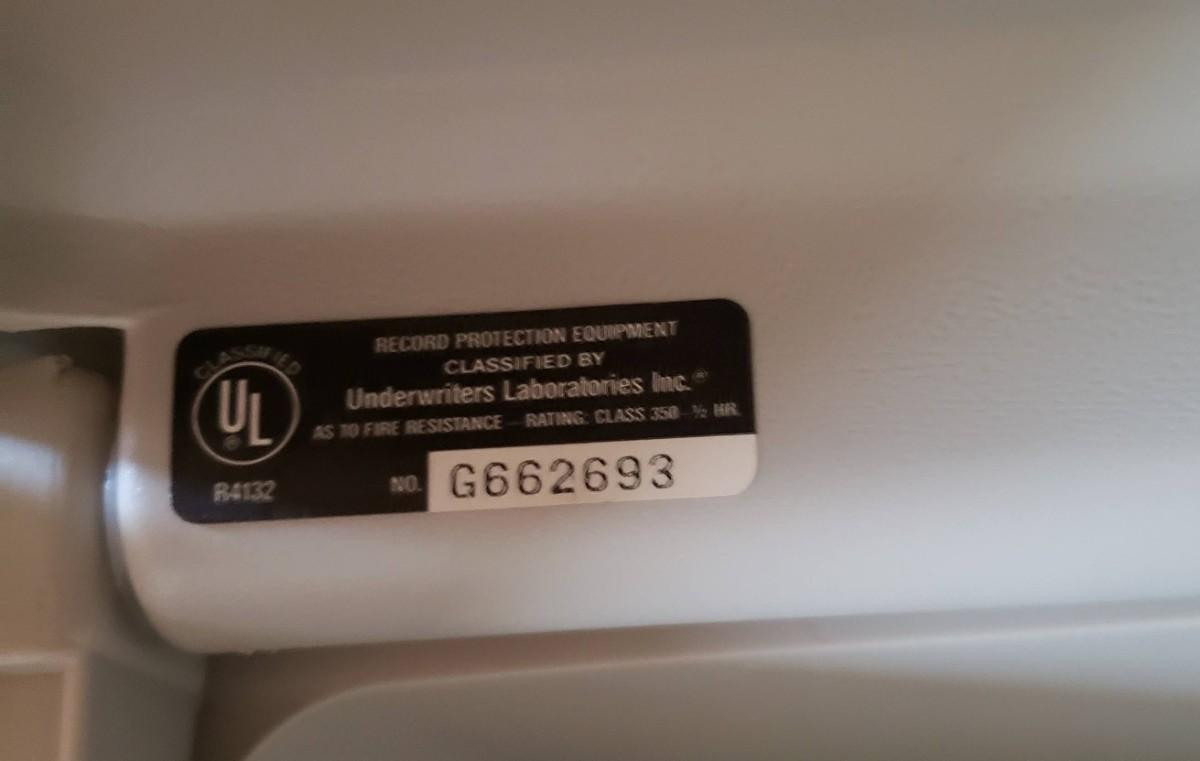 RECORD PROTECTION EQUIPMENT
CLASSIFIED BY
Underwriters Laboratories Inc.®
AS TO FIRE RESISTANCE - RATING: CLASS 350 - ½ HR.
CLASSIFIED
UL®
R4132
NO. G662693